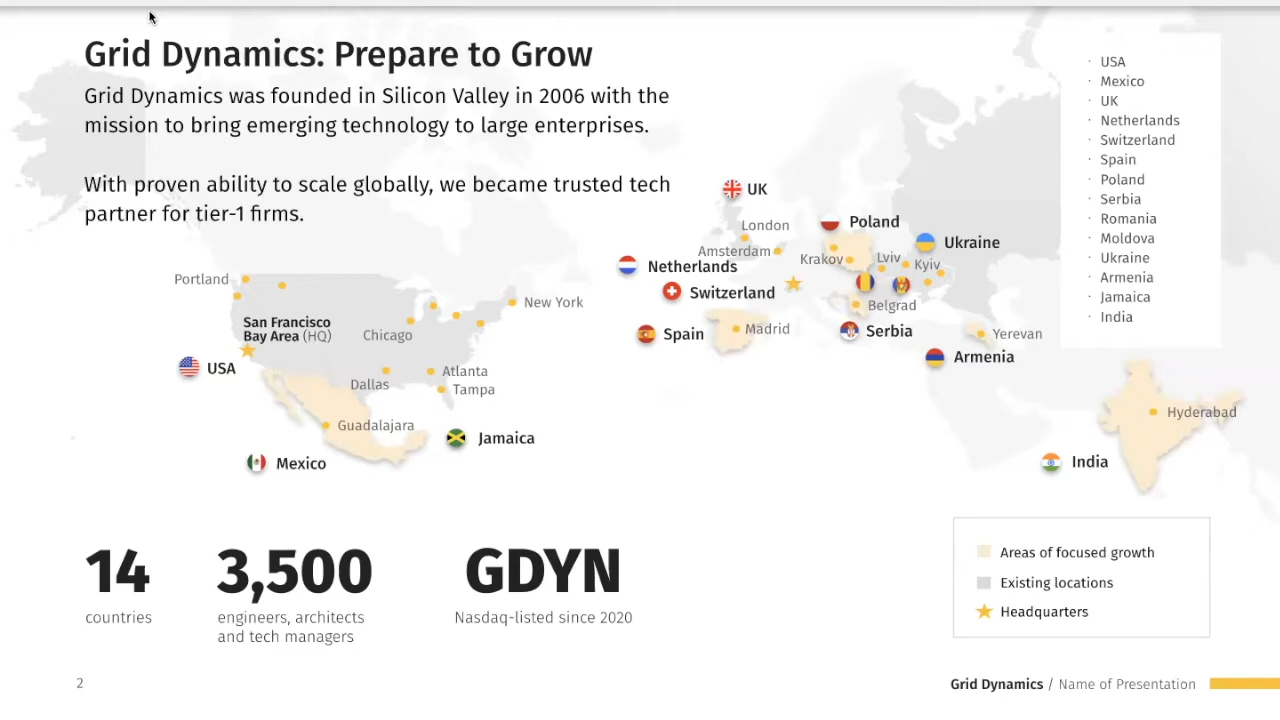 Grid Dynamics: Prepare to Grow
Grid Dynamics was founded in Silicon Valley in 2006 with the
mission to bring emerging technology to large enterprises.
With proven ability to scale globally, we became trusted tech
partner for tier-1 firms.
· USA
· Mexico
· UK
· Netherlands
· Switzerland
· Spain
· Poland
· Serbia
· Romania
· Moldova
· Ukraine
· Armenia
· Jamaica
· India
UK
London
Poland
Ukraine
Amsterdam
Krakov
Lviv
Kyiv
Netherlands
Switzerland
Belgrad
Spain
Madrid
Serbia
Yerevan
Armenia
Portland
New York
San Francisco
Bay Area (HQ)
Chicago
USA
Dallas
Atlanta
Tampa
Guadalajara
Jamaica
Mexico
Hyderabad
India
14
countries
3,500
engineers, architects
and tech managers
GDYN
Nasdaq-listed since 2020
Areas of focused growth
Existing locations
Headquarters
2
Grid Dynamics / Name of Presentation